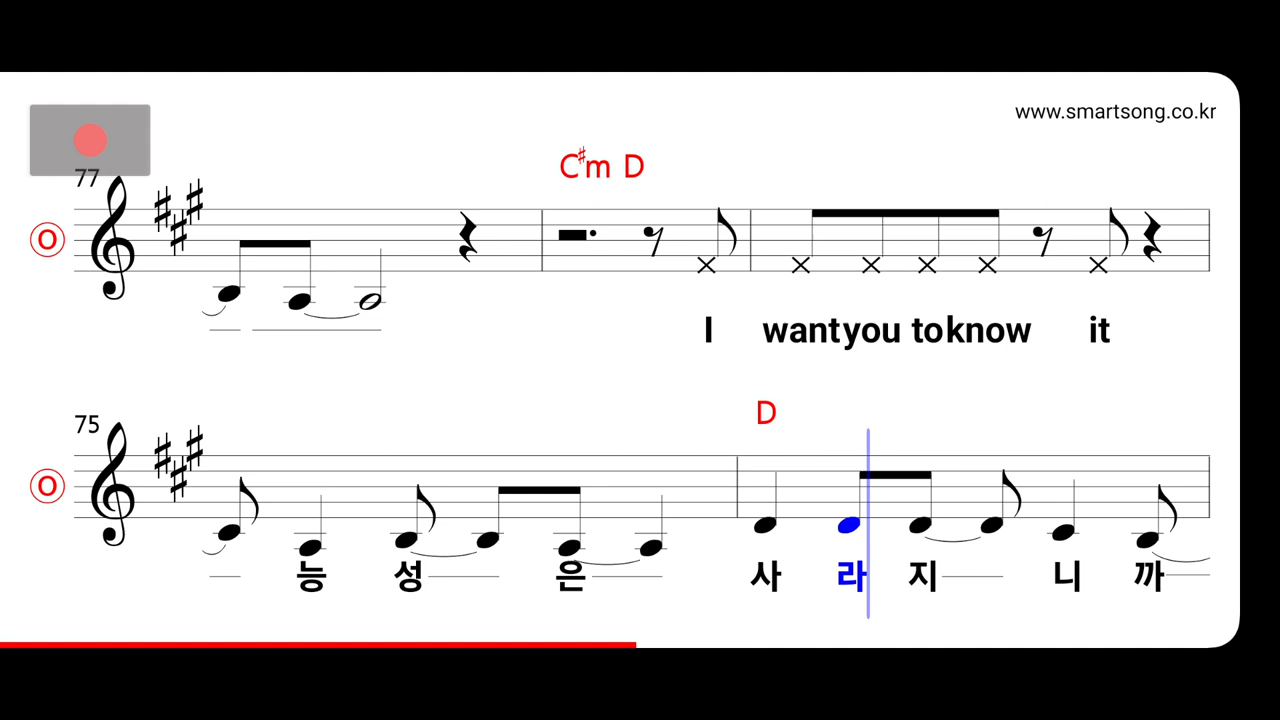 www.smartsong.co.kr
77
C♯m D
O
I want you to know it
75
D
O
능 성 은 사 라 지 니 까